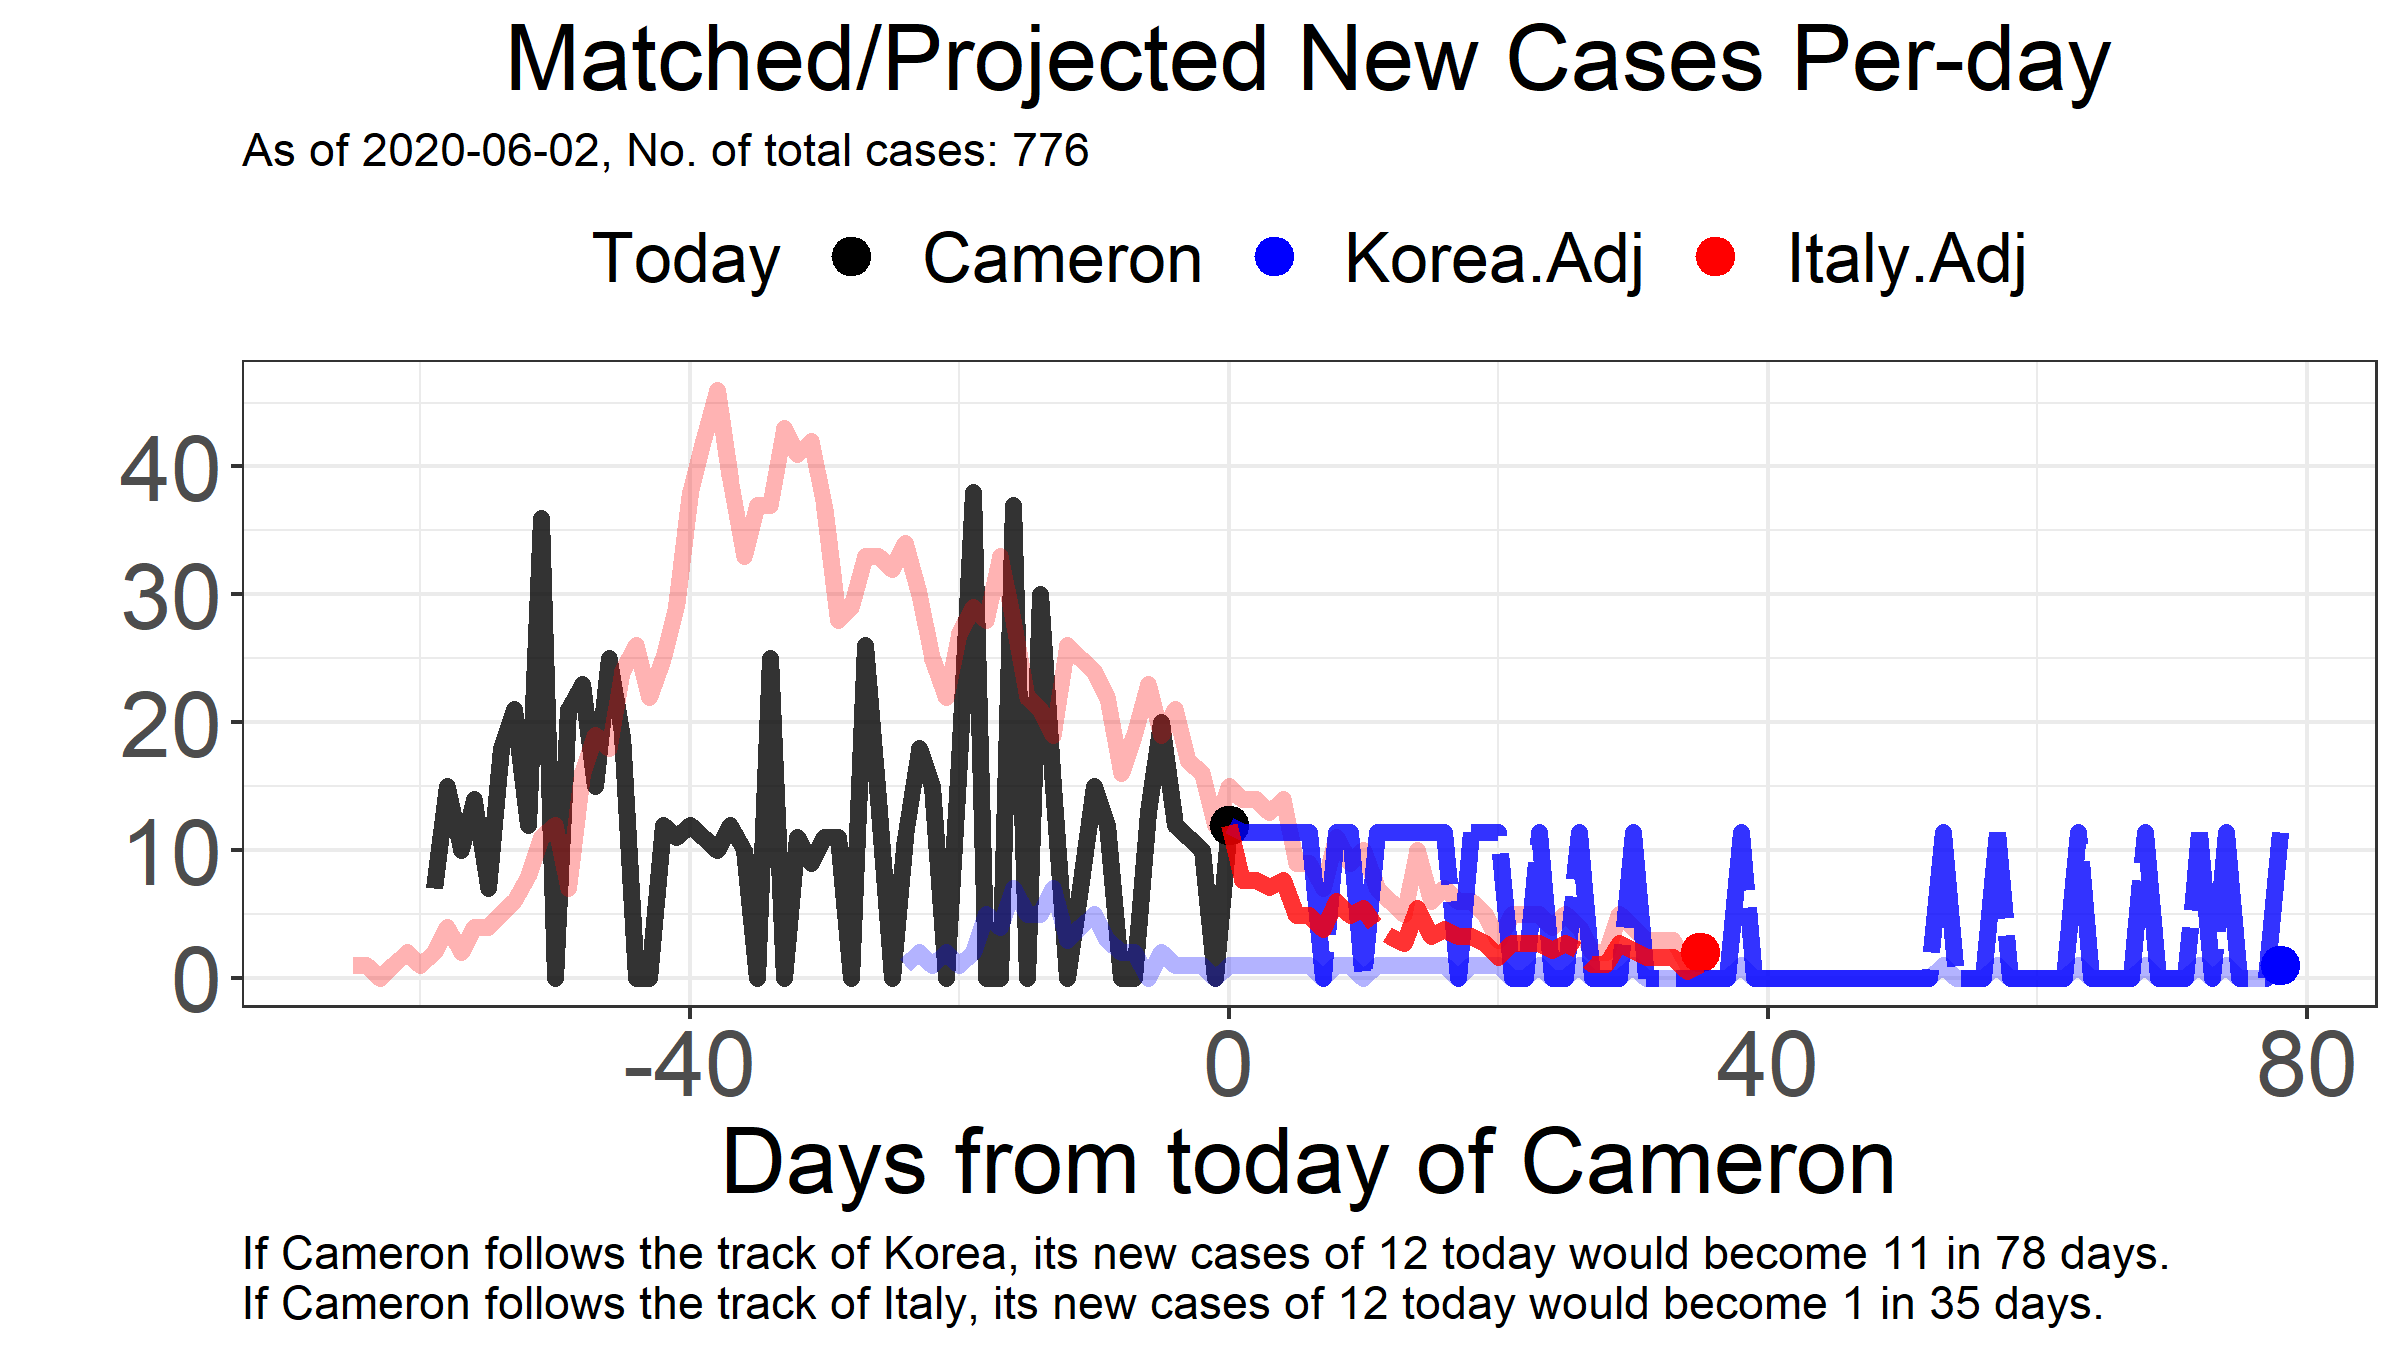 Matched/Projected New Cases Per-day
As of 2020-06-02, No. of total cases: 776
Today Cameron Korea.Adj Italy.Adj
40
30
20
10
0
-40 0 40 80
Days from today of Cameron
If Cameron follows the track of Korea, its new cases of 12 today would become 11 in 78 days.
If Cameron follows the track of Italy, its new cases of 12 today would become 1 in 35 days.